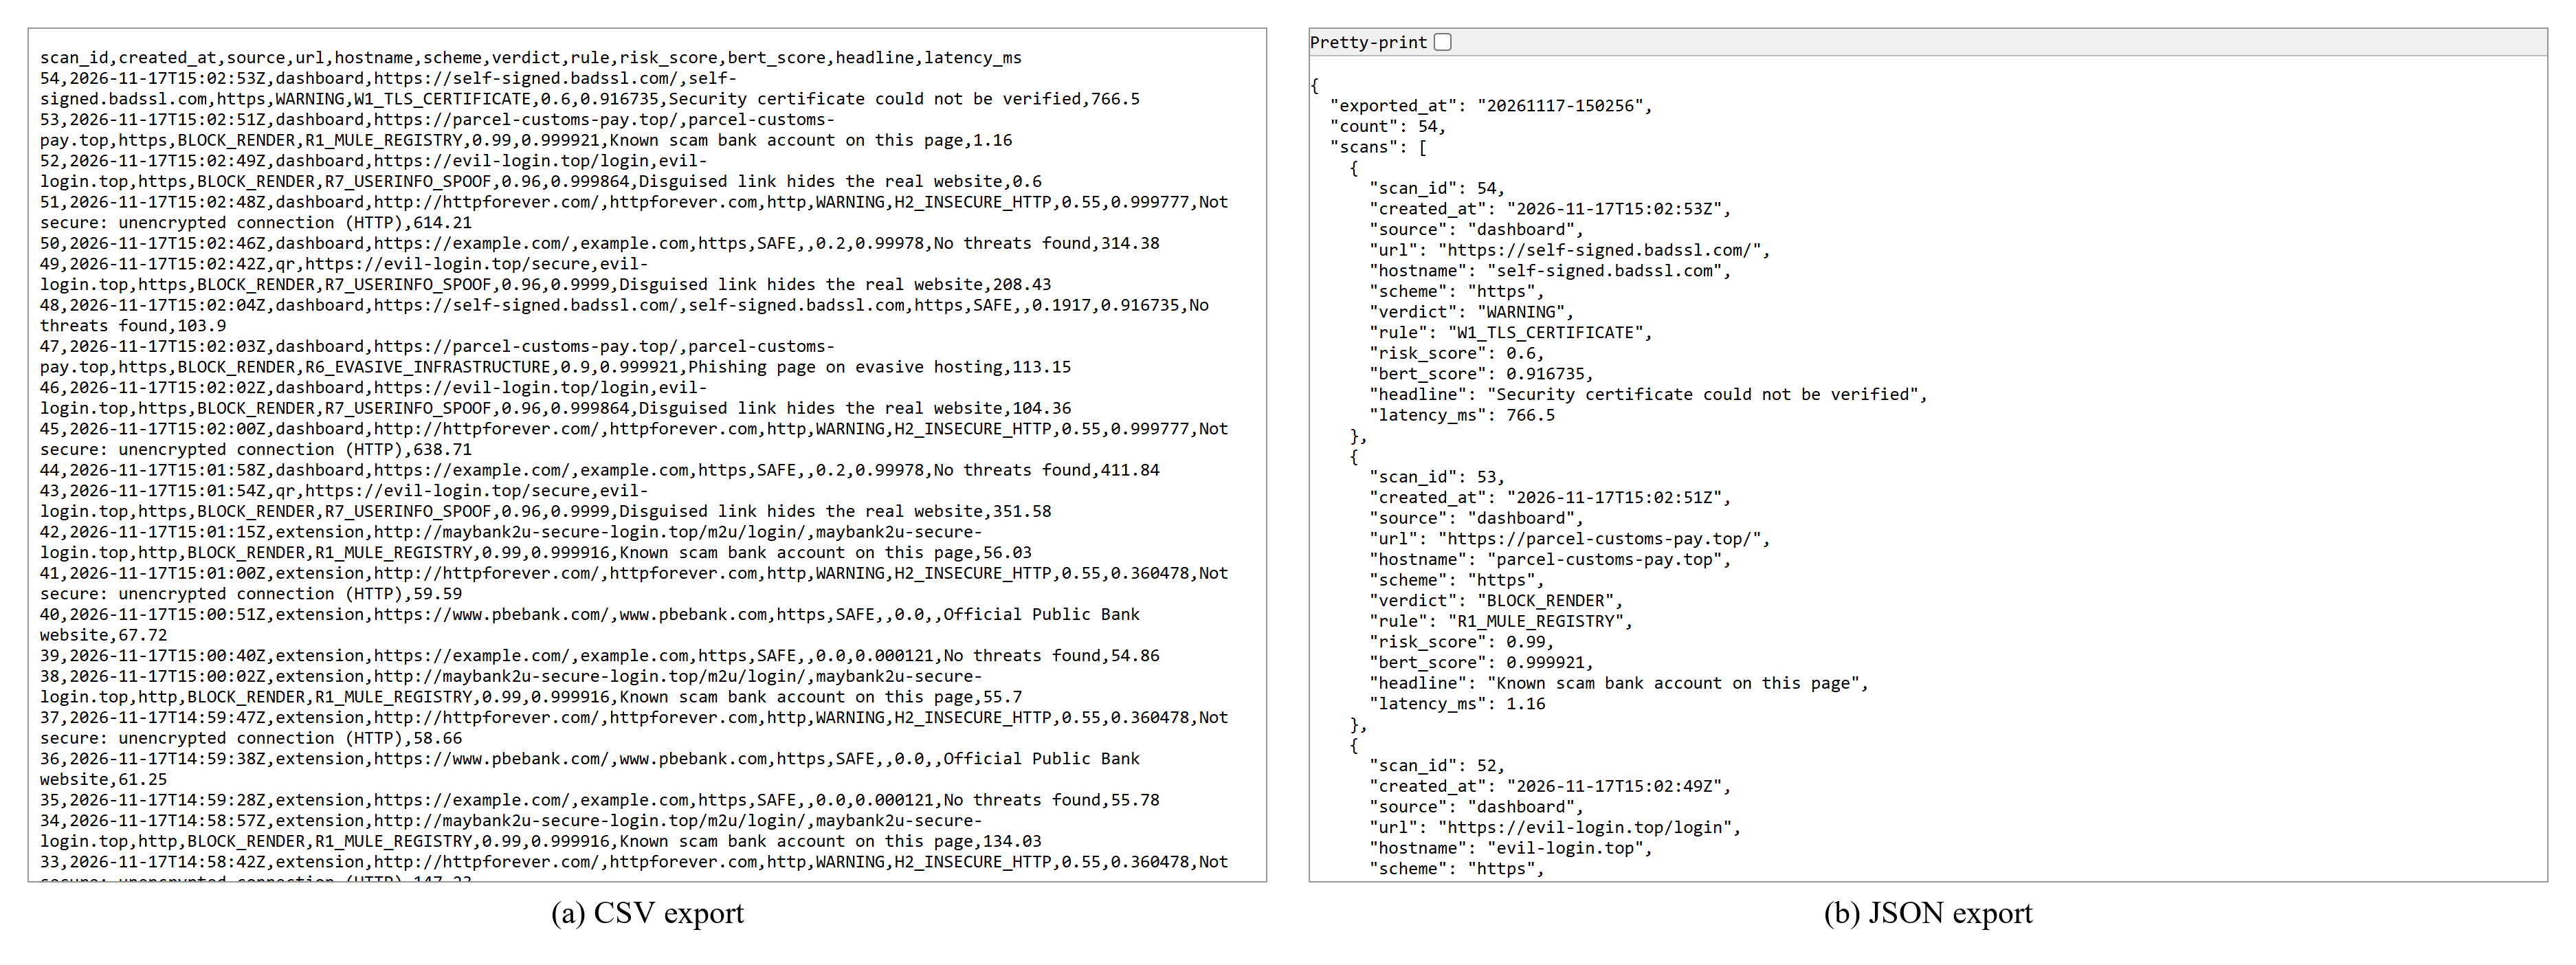 scan_id,created_at,source,url,hostname,scheme,verdict,rule,risk_score,bert_score,headline,latency_ms
54,2026-11-17T15:02:53Z,dashboard,https://self-signed.badssl.com/,self-
signed.badssl.com,https,WARNING,W1_TLS_CERTIFICATE,0.6,0.916735,Security certificate could not be verified,766.5
53,2026-11-17T15:02:51Z,dashboard,https://parcel-customs-pay.top/,parcel-customs-
pay.top,https,BLOCK_RENDER,R1_MULE_REGISTRY,0.99,0.999921,Known scam bank account on this page,1.16
52,2026-11-17T15:02:49Z,dashboard,https://evil-login.top/login,evil-
login.top,https,BLOCK_RENDER,R7_USERINFO_SPOOF,0.96,0.999864,Disguised link hides the real website,0.6
51,2026-11-17T15:02:48Z,dashboard,http://httpforever.com/,httpforever.com,http,WARNING,H2_INSECURE_HTTP,0.55,0.999777,Not
secure: unencrypted connection (HTTP),614.21
50,2026-11-17T15:02:46Z,dashboard,https://example.com/,example.com,https,SAFE,,0.2,0.99978,No threats found,314.38
49,2026-11-17T15:02:42Z,qr,https://evil-login.top/secure,evil-
login.top,https,BLOCK_RENDER,R7_USERINFO_SPOOF,0.96,0.9999,Disguised link hides the real website,208.43
48,2026-11-17T15:02:04Z,dashboard,https://self-signed.badssl.com/,self-signed.badssl.com,https,SAFE,,0.1917,0.916735,No
threats found,103.9
47,2026-11-17T15:02:03Z,dashboard,https://parcel-customs-pay.top/,parcel-customs-
pay.top,https,BLOCK_RENDER,R6_EVASIVE_INFRASTRUCTURE,0.9,0.999921,Phishing page on evasive hosting,113.15
46,2026-11-17T15:02:02Z,dashboard,https://evil-login.top/login,evil-
login.top,https,BLOCK_RENDER,R7_USERINFO_SPOOF,0.96,0.999864,Disguised link hides the real website,104.36
45,2026-11-17T15:02:00Z,dashboard,http://httpforever.com/,httpforever.com,http,WARNING,H2_INSECURE_HTTP,0.55,0.999777,Not
secure: unencrypted connection (HTTP),638.71
44,2026-11-17T15:01:58Z,dashboard,https://example.com/,example.com,https,SAFE,,0.2,0.99978,No threats found,411.84
43,2026-11-17T15:01:54Z,qr,https://evil-login.top/secure,evil-
login.top,https,BLOCK_RENDER,R7_USERINFO_SPOOF,0.96,0.9999,Disguised link hides the real website,351.58
42,2026-11-17T15:01:15Z,extension,http://maybank2u-secure-login.top/m2u/login/,maybank2u-secure-
login.top,http,BLOCK_RENDER,R1_MULE_REGISTRY,0.99,0.999916,Known scam bank account on this page,56.03
41,2026-11-17T15:01:00Z,extension,http://httpforever.com/,httpforever.com,http,WARNING,H2_INSECURE_HTTP,0.55,0.360478,Not
secure: unencrypted connection (HTTP),59.59
40,2026-11-17T15:00:51Z,extension,https://www.pbebank.com/,www.pbebank.com,https,SAFE,,0.0,,Official Public Bank
website,67.72
39,2026-11-17T15:00:40Z,extension,https://example.com/,example.com,https,SAFE,,0.0,0.000121,No threats found,54.86
38,2026-11-17T15:00:02Z,extension,http://maybank2u-secure-login.top/m2u/login/,maybank2u-secure-
login.top,http,BLOCK_RENDER,R1_MULE_REGISTRY,0.99,0.999916,Known scam bank account on this page,55.7
37,2026-11-17T14:59:47Z,extension,http://httpforever.com/,httpforever.com,http,WARNING,H2_INSECURE_HTTP,0.55,0.360478,Not
secure: unencrypted connection (HTTP),58.66
36,2026-11-17T14:59:38Z,extension,https://www.pbebank.com/,www.pbebank.com,https,SAFE,,0.0,,Official Public Bank
website,61.25
35,2026-11-17T14:59:28Z,extension,https://example.com/,example.com,https,SAFE,,0.0,0.000121,No threats found,55.78
34,2026-11-17T14:58:57Z,extension,http://maybank2u-secure-login.top/m2u/login/,maybank2u-secure-
login.top,http,BLOCK_RENDER,R1_MULE_REGISTRY,0.99,0.999916,Known scam bank account on this page,134.03
33,2026-11-17T14:58:42Z,extension,http://httpforever.com/,httpforever.com,http,WARNING,H2_INSECURE_HTTP,0.55,0.360478,Not
(a) CSV export
Pretty-print
{
"exported_at": "20261117-150256",
"count": 54,
"scans": [
{
"scan_id": 54,
"created_at": "2026-11-17T15:02:53Z",
"source": "dashboard",
"url": "https://self-signed.badssl.com/",
"hostname": "self-signed.badssl.com",
"scheme": "https",
"verdict": "WARNING",
"rule": "W1_TLS_CERTIFICATE",
"risk_score": 0.6,
"bert_score": 0.916735,
"headline": "Security certificate could not be verified",
"latency_ms": 766.5
},
{
"scan_id": 53,
"created_at": "2026-11-17T15:02:51Z",
"source": "dashboard",
"url": "https://parcel-customs-pay.top/",
"hostname": "parcel-customs-pay.top",
"scheme": "https",
"verdict": "BLOCK_RENDER",
"rule": "R1_MULE_REGISTRY",
"risk_score": 0.99,
"bert_score": 0.999921,
"headline": "Known scam bank account on this page",
"latency_ms": 1.16
},
{
"scan_id": 52,
"created_at": "2026-11-17T15:02:49Z",
"source": "dashboard",
"url": "https://evil-login.top/login",
"hostname": "evil-login.top",
"scheme": "https",
(b) JSON export